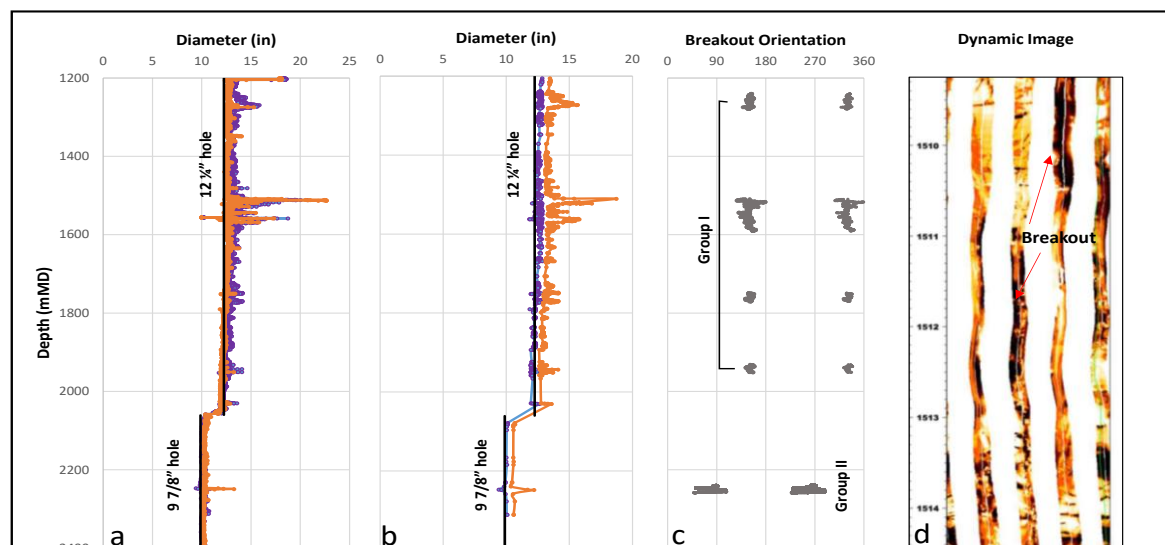 Diameter (in)
0 5 10 15 20 25
Diameter (in)
0 5 10 15 20
Breakout Orientation
0 90 180 270 360
Dynamic Image
Depth (mMD)
1200
1400
1600
1800
2000
2200
2400
12 ¼” hole
9 7/8” hole
a
12 ¼” hole
9 7/8” hole
b
Group I
Group II
c
1510
1511
Breakout
1512
1513
1514
d